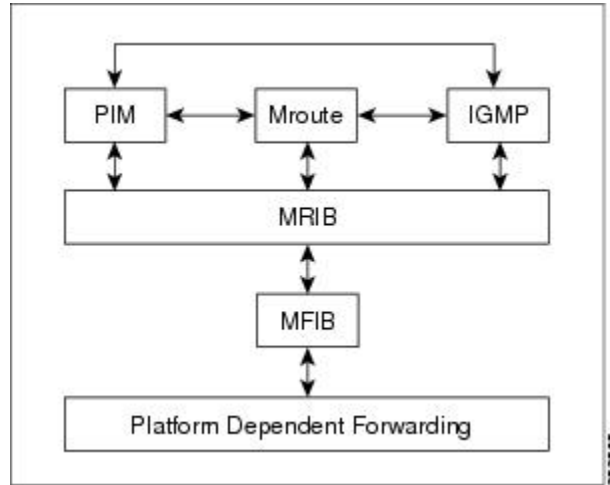 PIM
Mroute
IGMP
MRIB
MFIB
Platform Dependent Forwarding